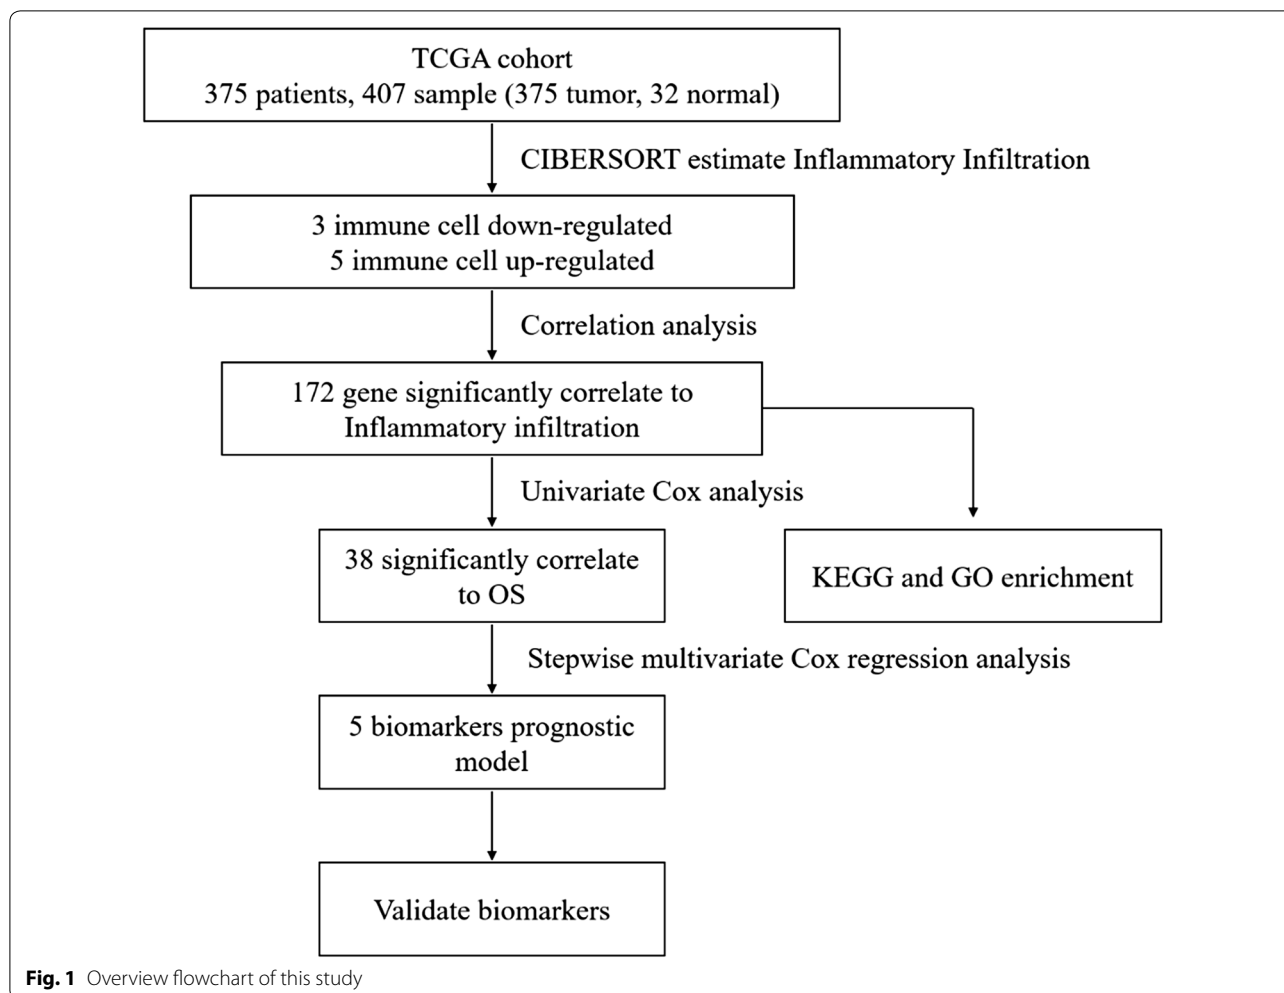 TCGA cohort
375 patients, 407 sample (375 tumor, 32 normal)
CIBERSORT estimate Inflammatory Infiltration
3 immune cell down-regulated
5 immune cell up-regulated
Correlation analysis
172 gene significantly correlate to
Inflammatory infiltration
Univariate Cox analysis
38 significantly correlate
to OS
KEGG and GO enrichment
Stepwise multivariate Cox regression analysis
5 biomarkers prognostic
model
Validate biomarkers
Fig. 1 Overview flowchart of this study